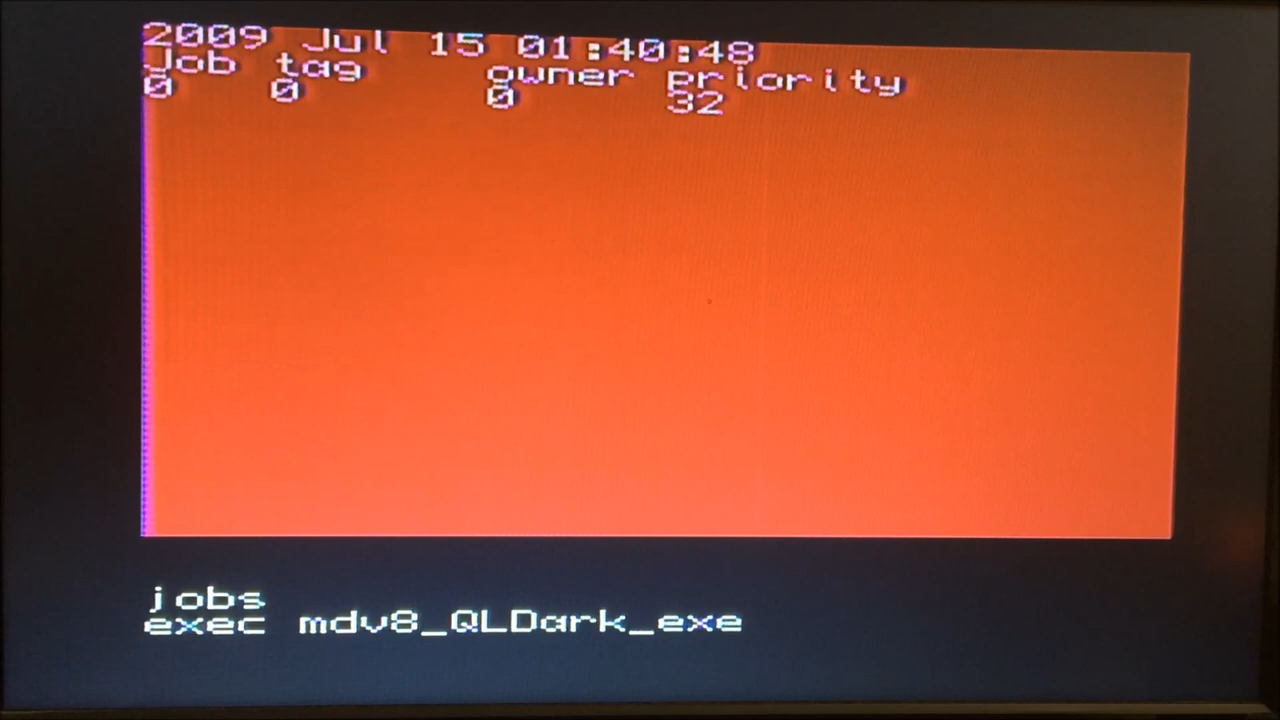 2009 Jul 15 01:40:48
Job tag owner priority
0 0 0 32
jobs
exec mdv8_QLDark_exe